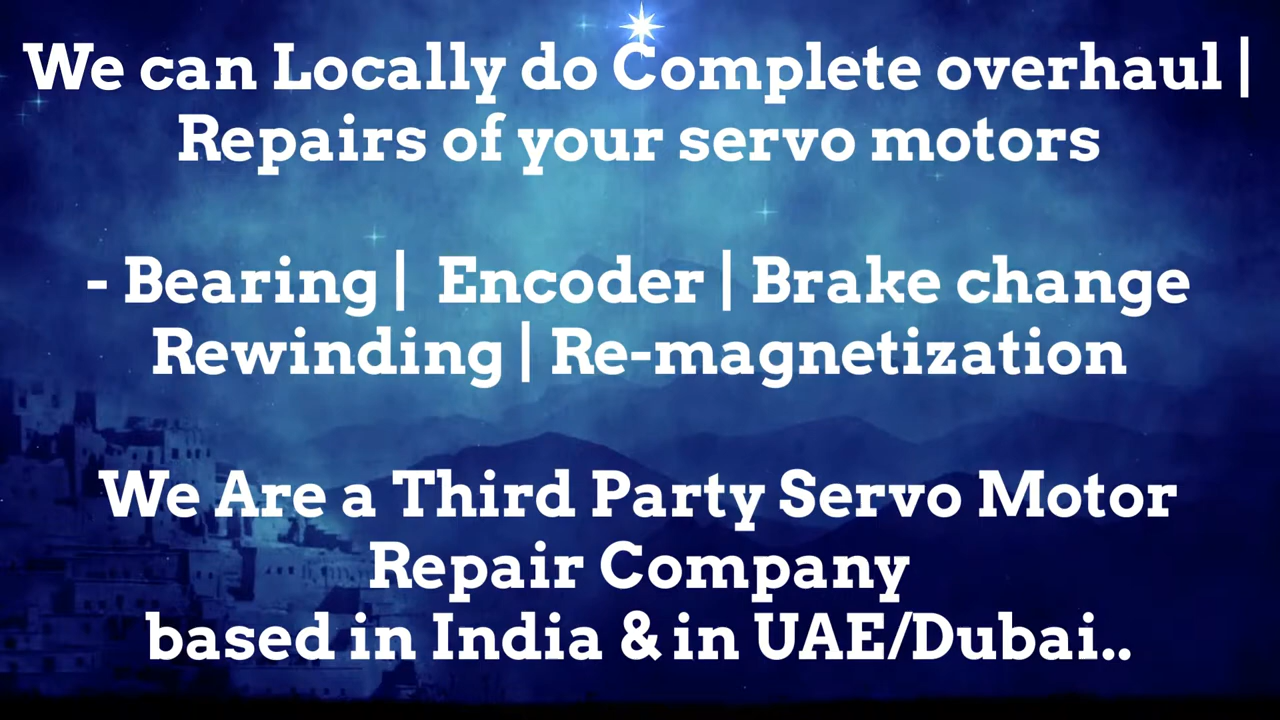 We can Locally do Complete overhaul |
Repairs of your servo motors
- Bearing | Encoder | Brake change
Rewinding | Re-magnetization
We Are a Third Party Servo Motor
Repair Company
based in India & in UAE/Dubai..